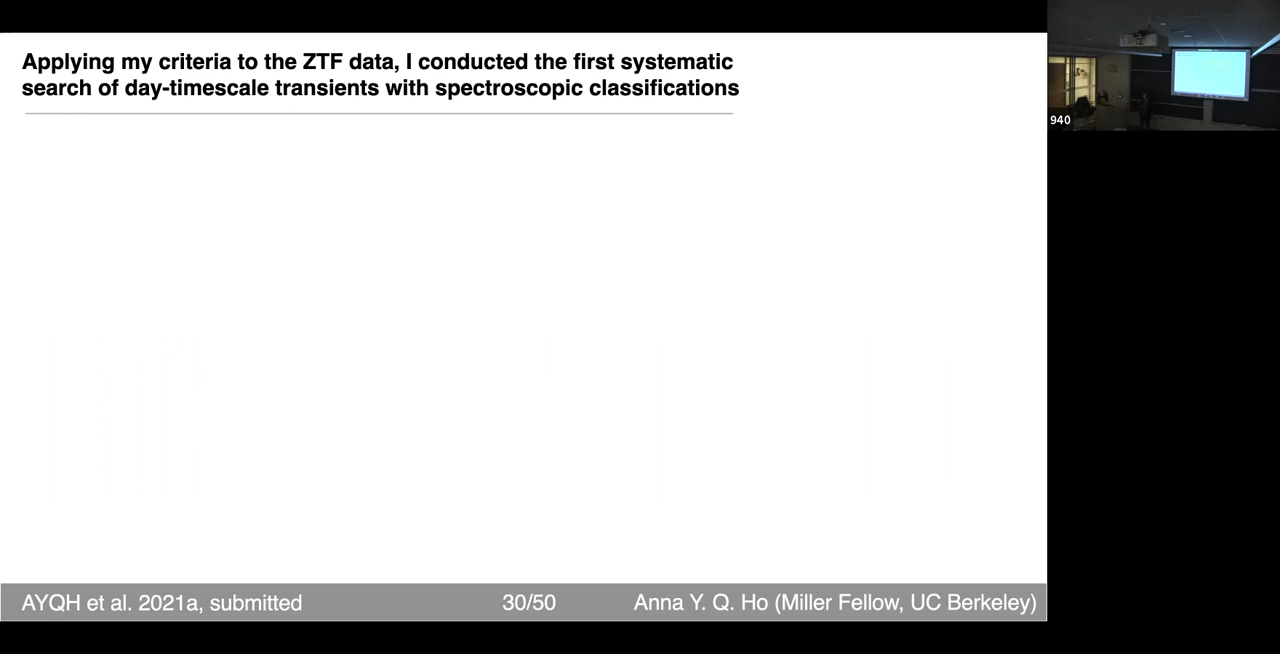 Applying my criteria to the ZTF data, I conducted the first systematic
search of day-timescale transients with spectroscopic classifications
940
AYQH et al. 2021a, submitted
30/50
Anna Y. Q. Ho (Miller Fellow, UC Berkeley)